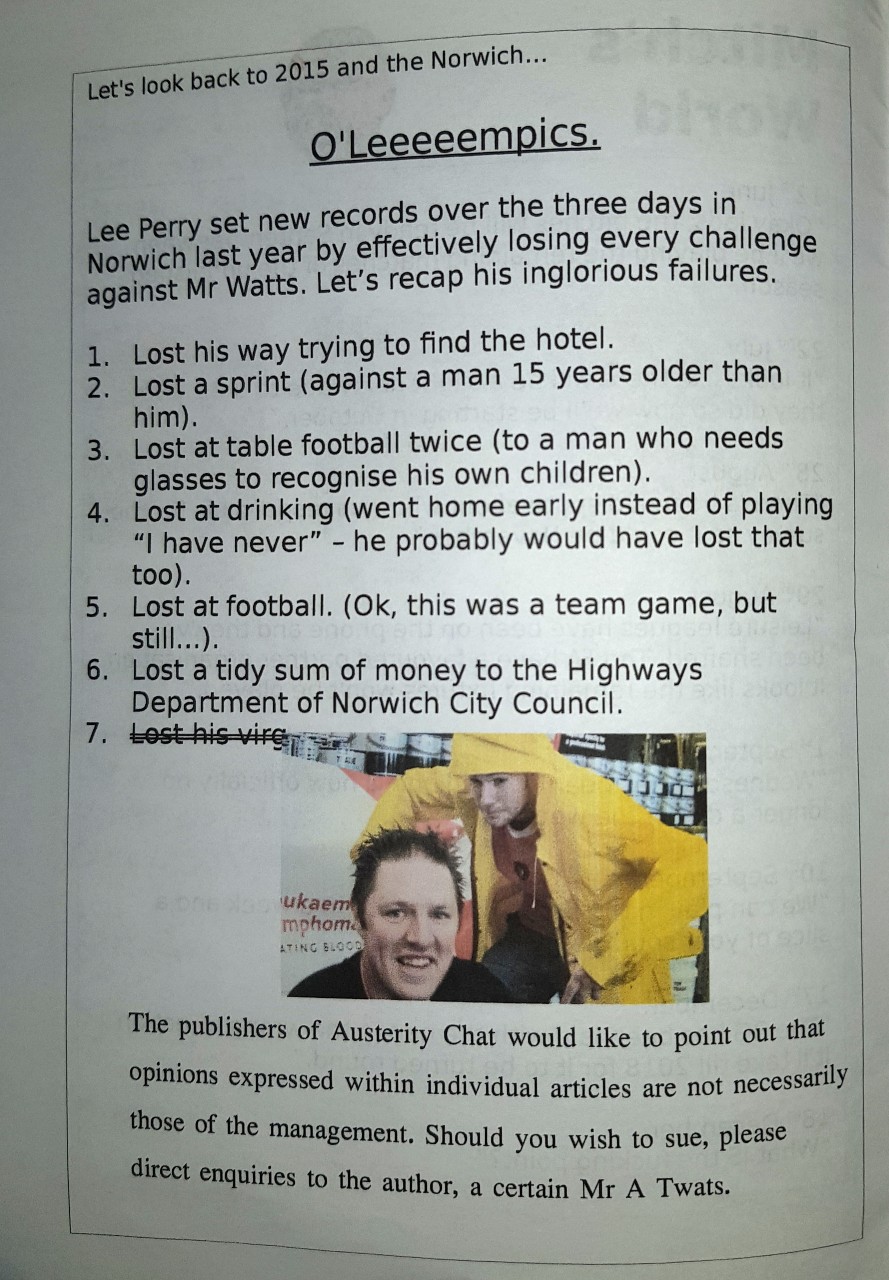 Let's look back to 2015 and the Norwich...
O'Leeeeempics.
Lee Perry set new records over the three days in
Norwich last year by effectively losing every challenge
against Mr Watts. Let’s recap his inglorious failures.
1. Lost his way trying to find the hotel.
2. Lost a sprint (against a man 15 years older than
him).
3. Lost at table football twice (to a man who needs
glasses to recognise his own children).
4. Lost at drinking (went home early instead of playing
“I have never” – he probably would have lost that
too).
5. Lost at football. (Ok, this was a team game, but
still...).
6. Lost a tidy sum of money to the Highways
Department of Norwich City Council.
7. Lost his virg
ukaem
mphoma
ATING BLOOD
The publishers of Austerity Chat would like to point out that
opinions expressed within individual articles are not necessarily
those of the management. Should you wish to sue, please
direct enquiries to the author, a certain Mr A Twats.